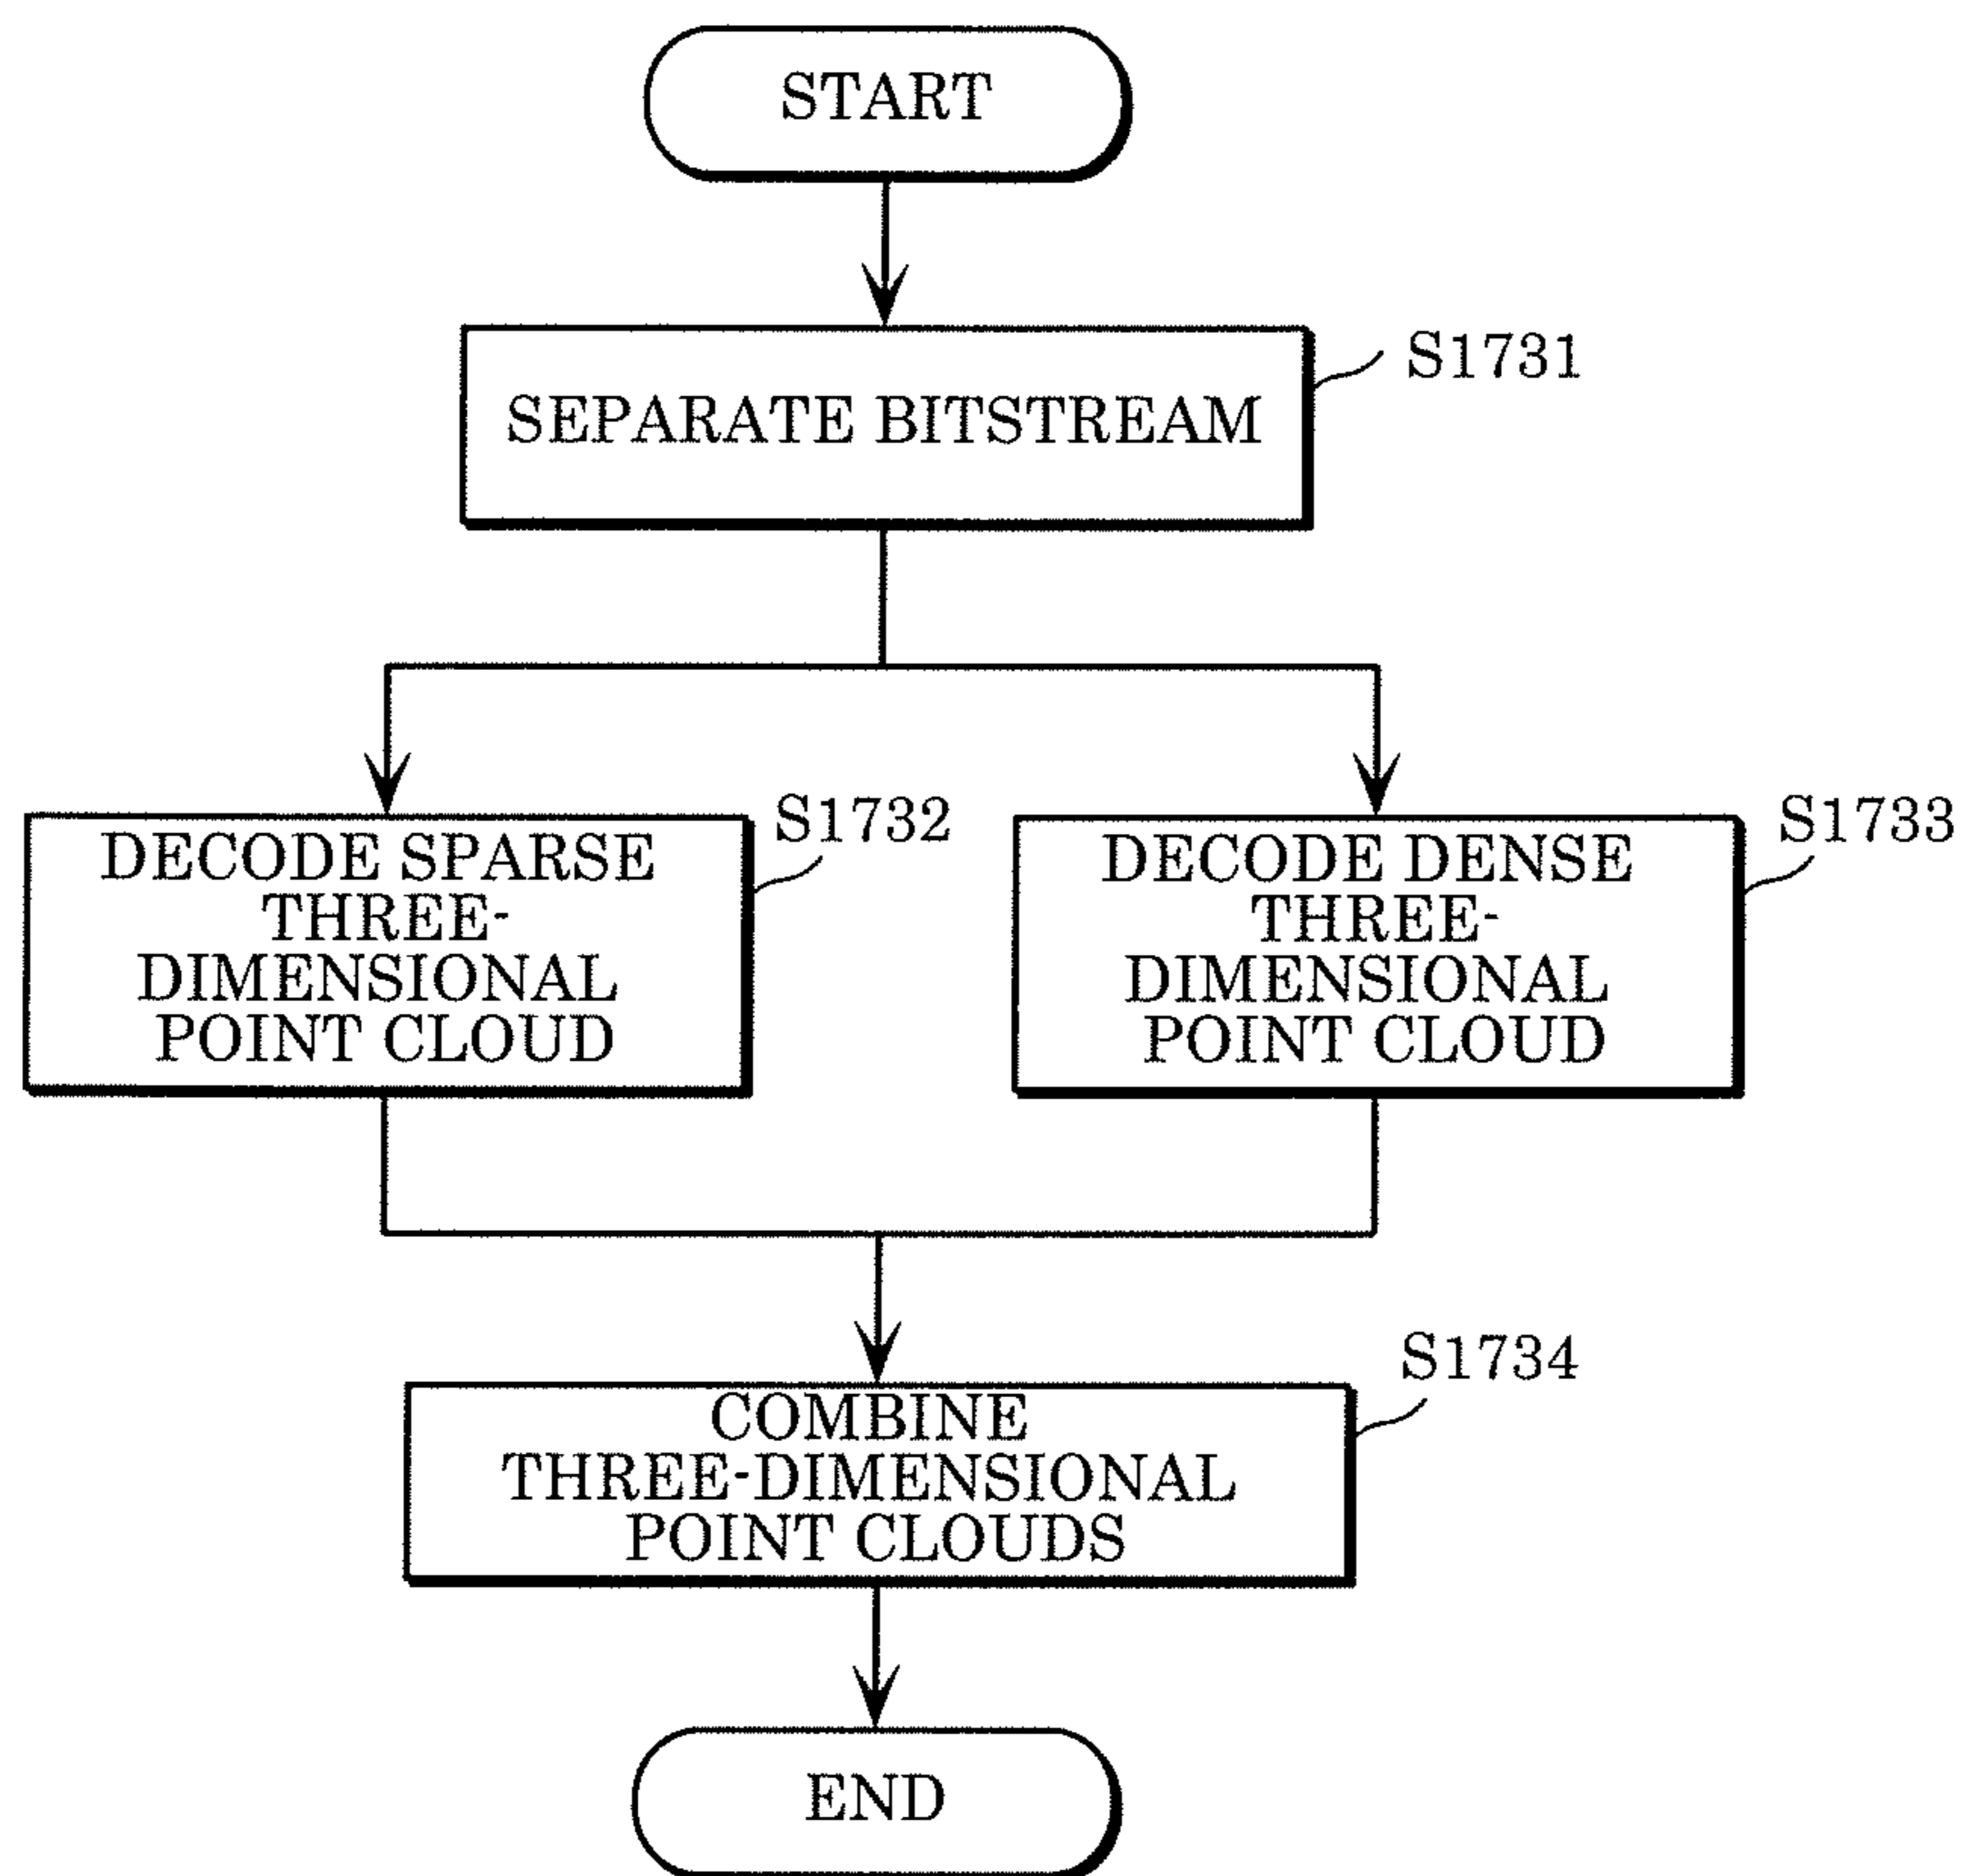 START
SEPARATE BITSTREAM
S1731
DECODE SPARSE
THREE-
DIMENSIONAL
POINT CLOUD
S1732
DECODE DENSE
THREE-
DIMENSIONAL
POINT CLOUD
S1733
COMBINE
THREE-DIMENSIONAL
POINT CLOUDS
S1734
END